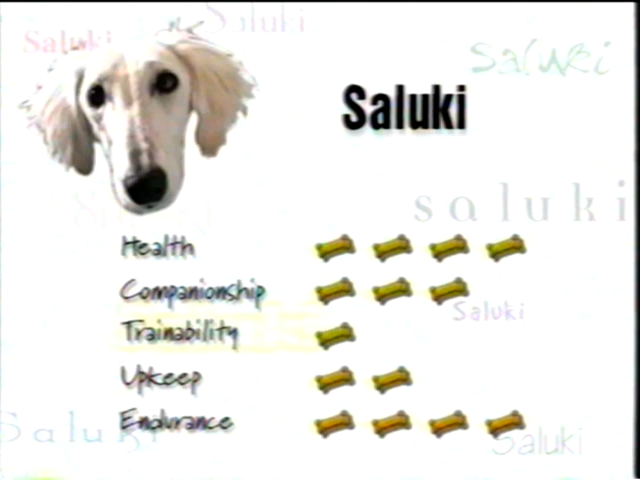 Saluki
Saluki
Saluki
Saluki
saluki
Health
Companionship
Saluki
Trainability
Upkeep
Endurance
Saluki
Saluki